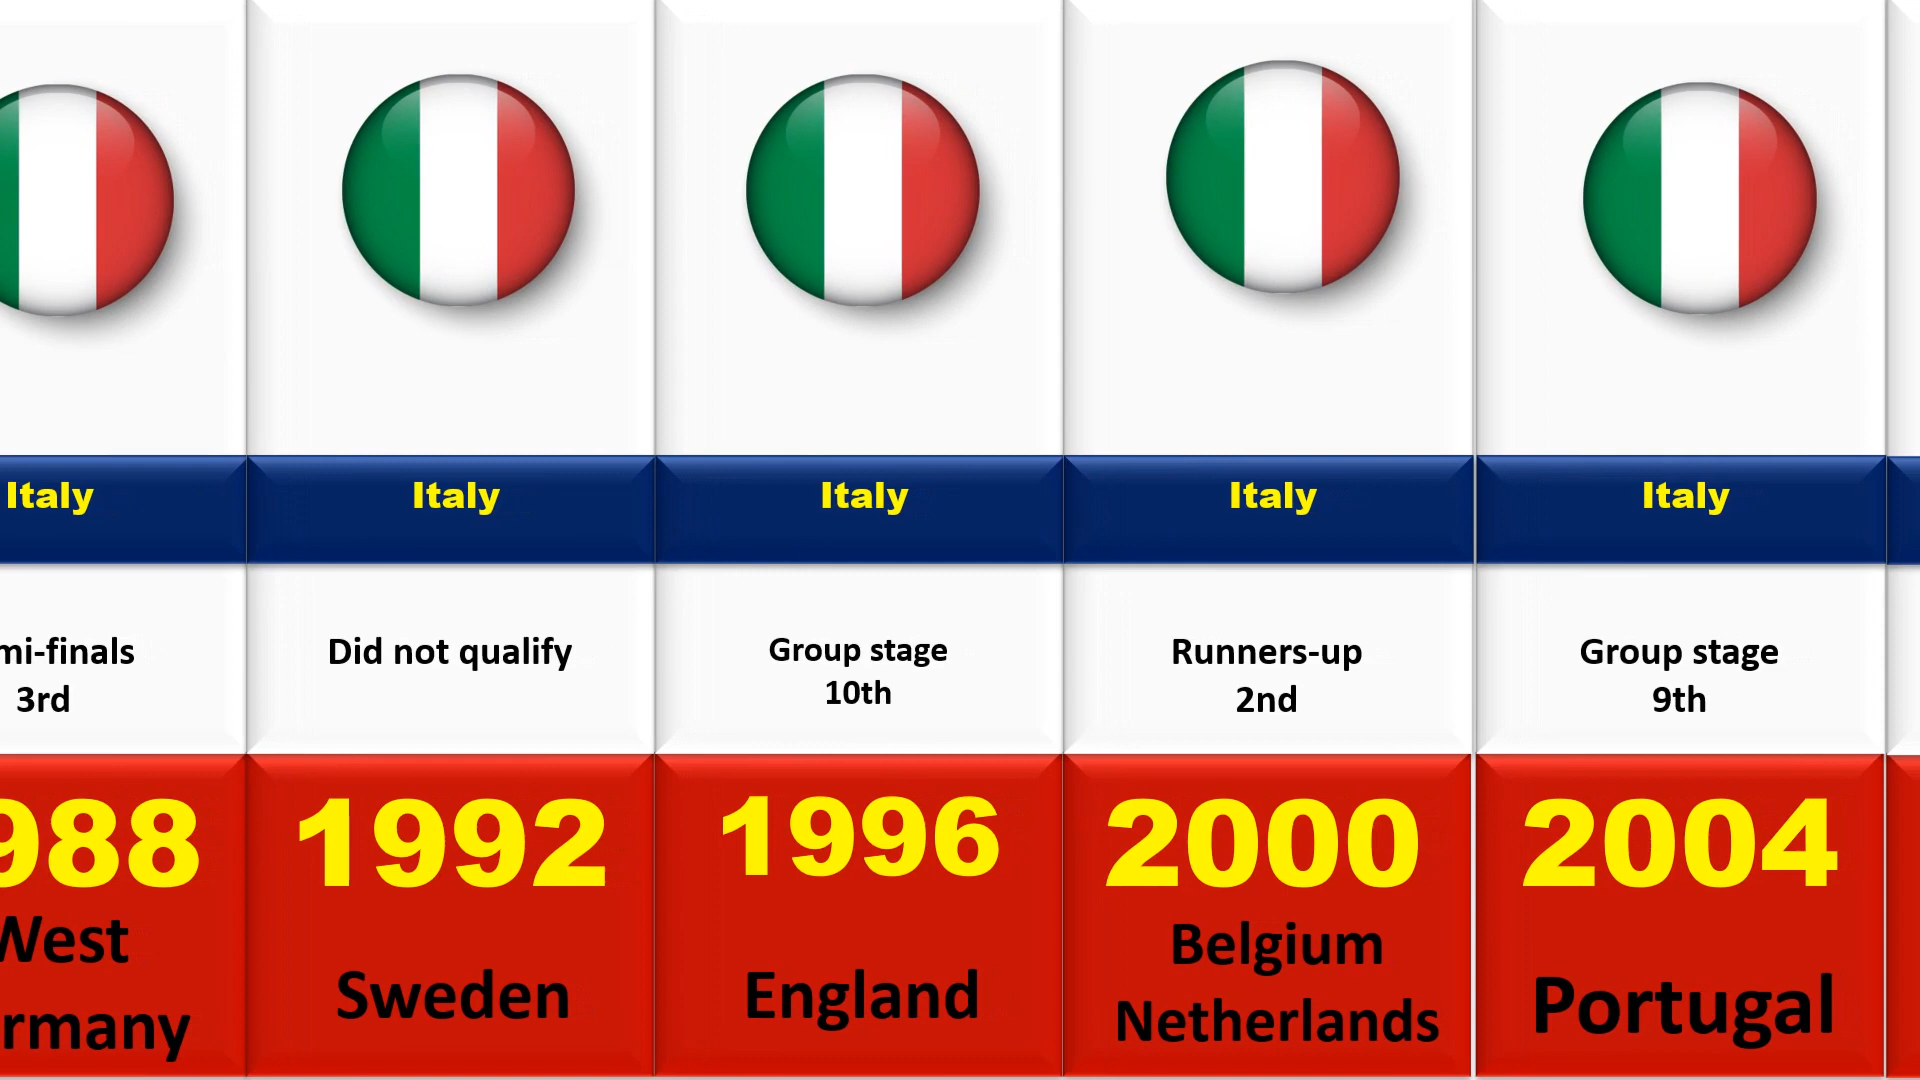 Italy
mi-finals
3rd
988
West
rmany
Italy
Did not qualify
1992
Sweden
Italy
Group stage
10th
1996
England
Italy
Runners-up
2nd
2000
Belgium
Netherlands
Italy
Group stage
9th
2004
Portugal